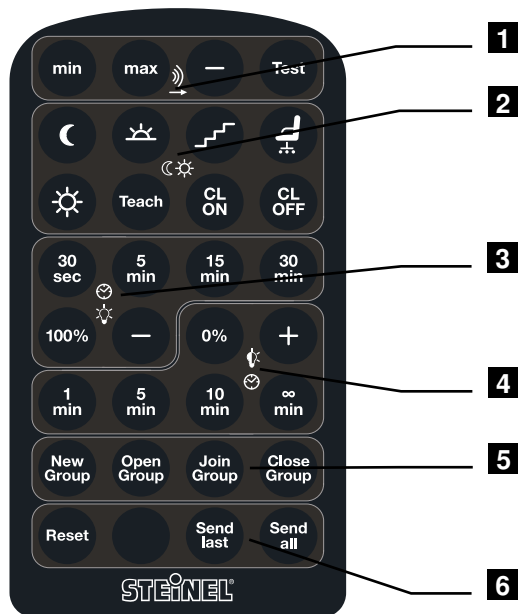 min max – Test
1
2
Teach CL ON CL OFF
30 sec 5 min 15 min 30 min
3
100% – 0% +
4
1 min 5 min 10 min ∞ min
New Group Open Group Join Group Close Group
5
Reset Send last Send all
6
STEINEL®